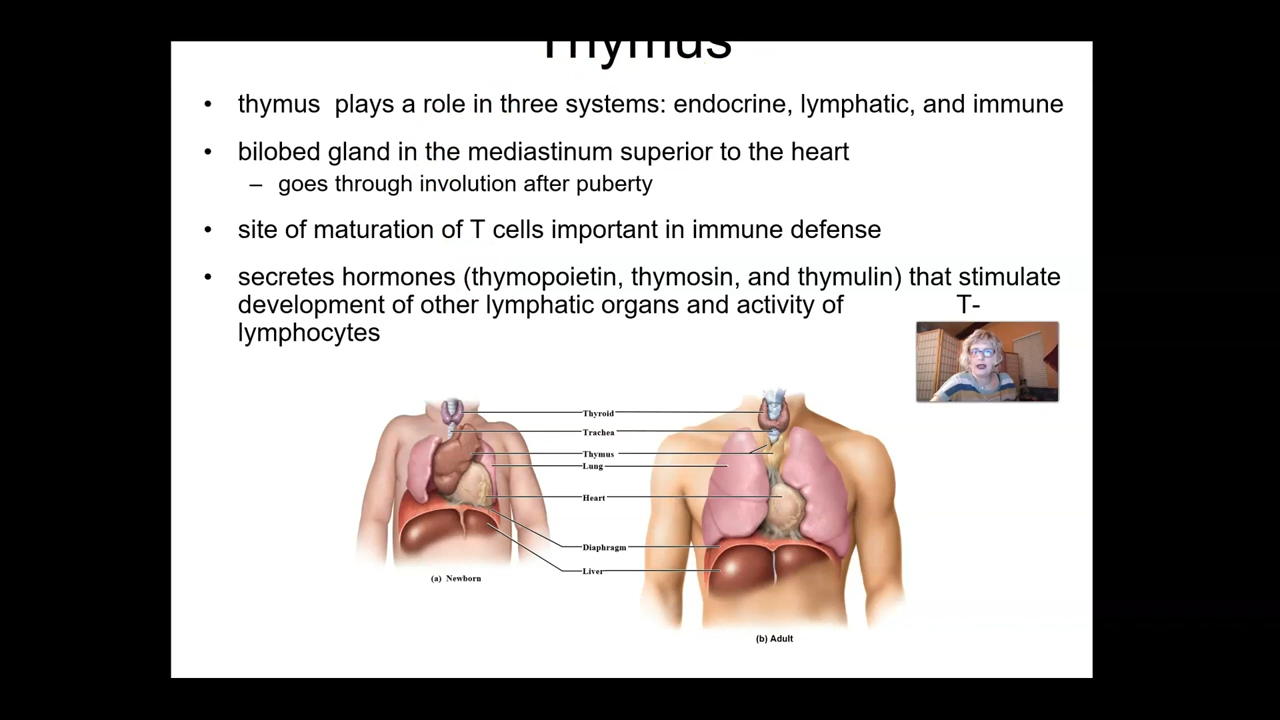 Thymus
• thymus plays a role in three systems: endocrine, lymphatic, and immune
• bilobed gland in the mediastinum superior to the heart
– goes through involution after puberty
• site of maturation of T cells important in immune defense
• secretes hormones (thymopoietin, thymosin, and thymulin) that stimulate
development of other lymphatic organs and activity of T-
lymphocytes
Thyroid
Trachea
Thymus
Lung
Heart
Diaphragm
Liver
(a) Newborn
(b) Adult